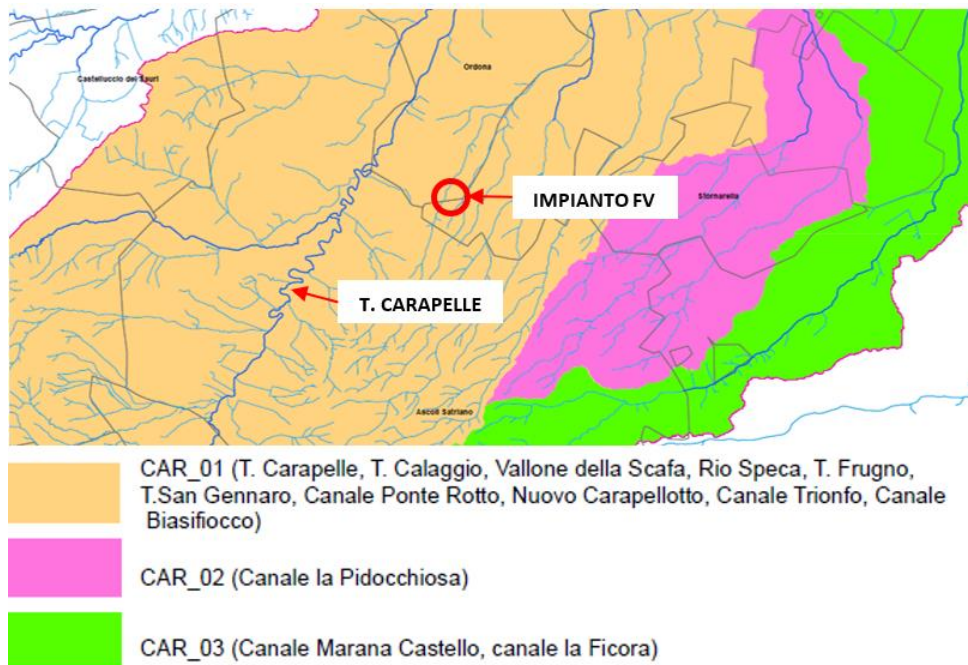 Castelluccio dei Sauri
Ordona
IMPIANTO FV
Stornarella
T. CARAPELLE
Ascoli Satriano
CAR_01 (T. Carapelle, T. Calaggio, Vallone della Scafa, Rio Speca, T. Frugno,
T.San Gennaro, Canale Ponte Rotto, Nuovo Carapellotto, Canale Trionfo, Canale
Biasifiocco)
CAR_02 (Canale la Pidocchiosa)
CAR_03 (Canale Marana Castello, canale la Ficora)